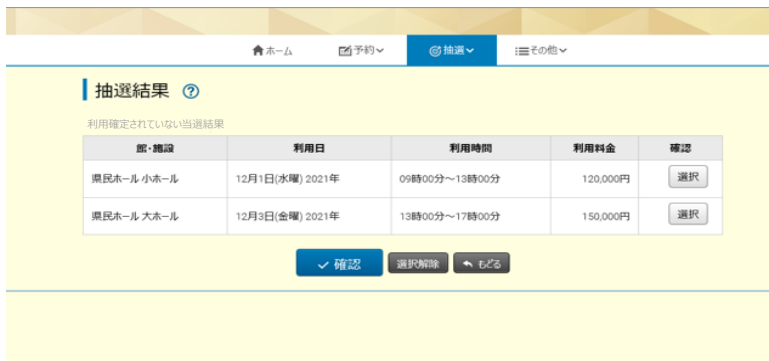 ホーム 予約 抽選 その他
抽選結果 ?
利用確定されていない当選結果
館・施設 利用日 利用時間 利用料金 確認
県民ホール 小ホール 12月1日(水曜) 2021年 09時00分～13時00分 120,000円 選択
県民ホール 大ホール 12月3日(金曜) 2021年 13時00分～17時00分 150,000円 選択
確認 選択解除 もどる